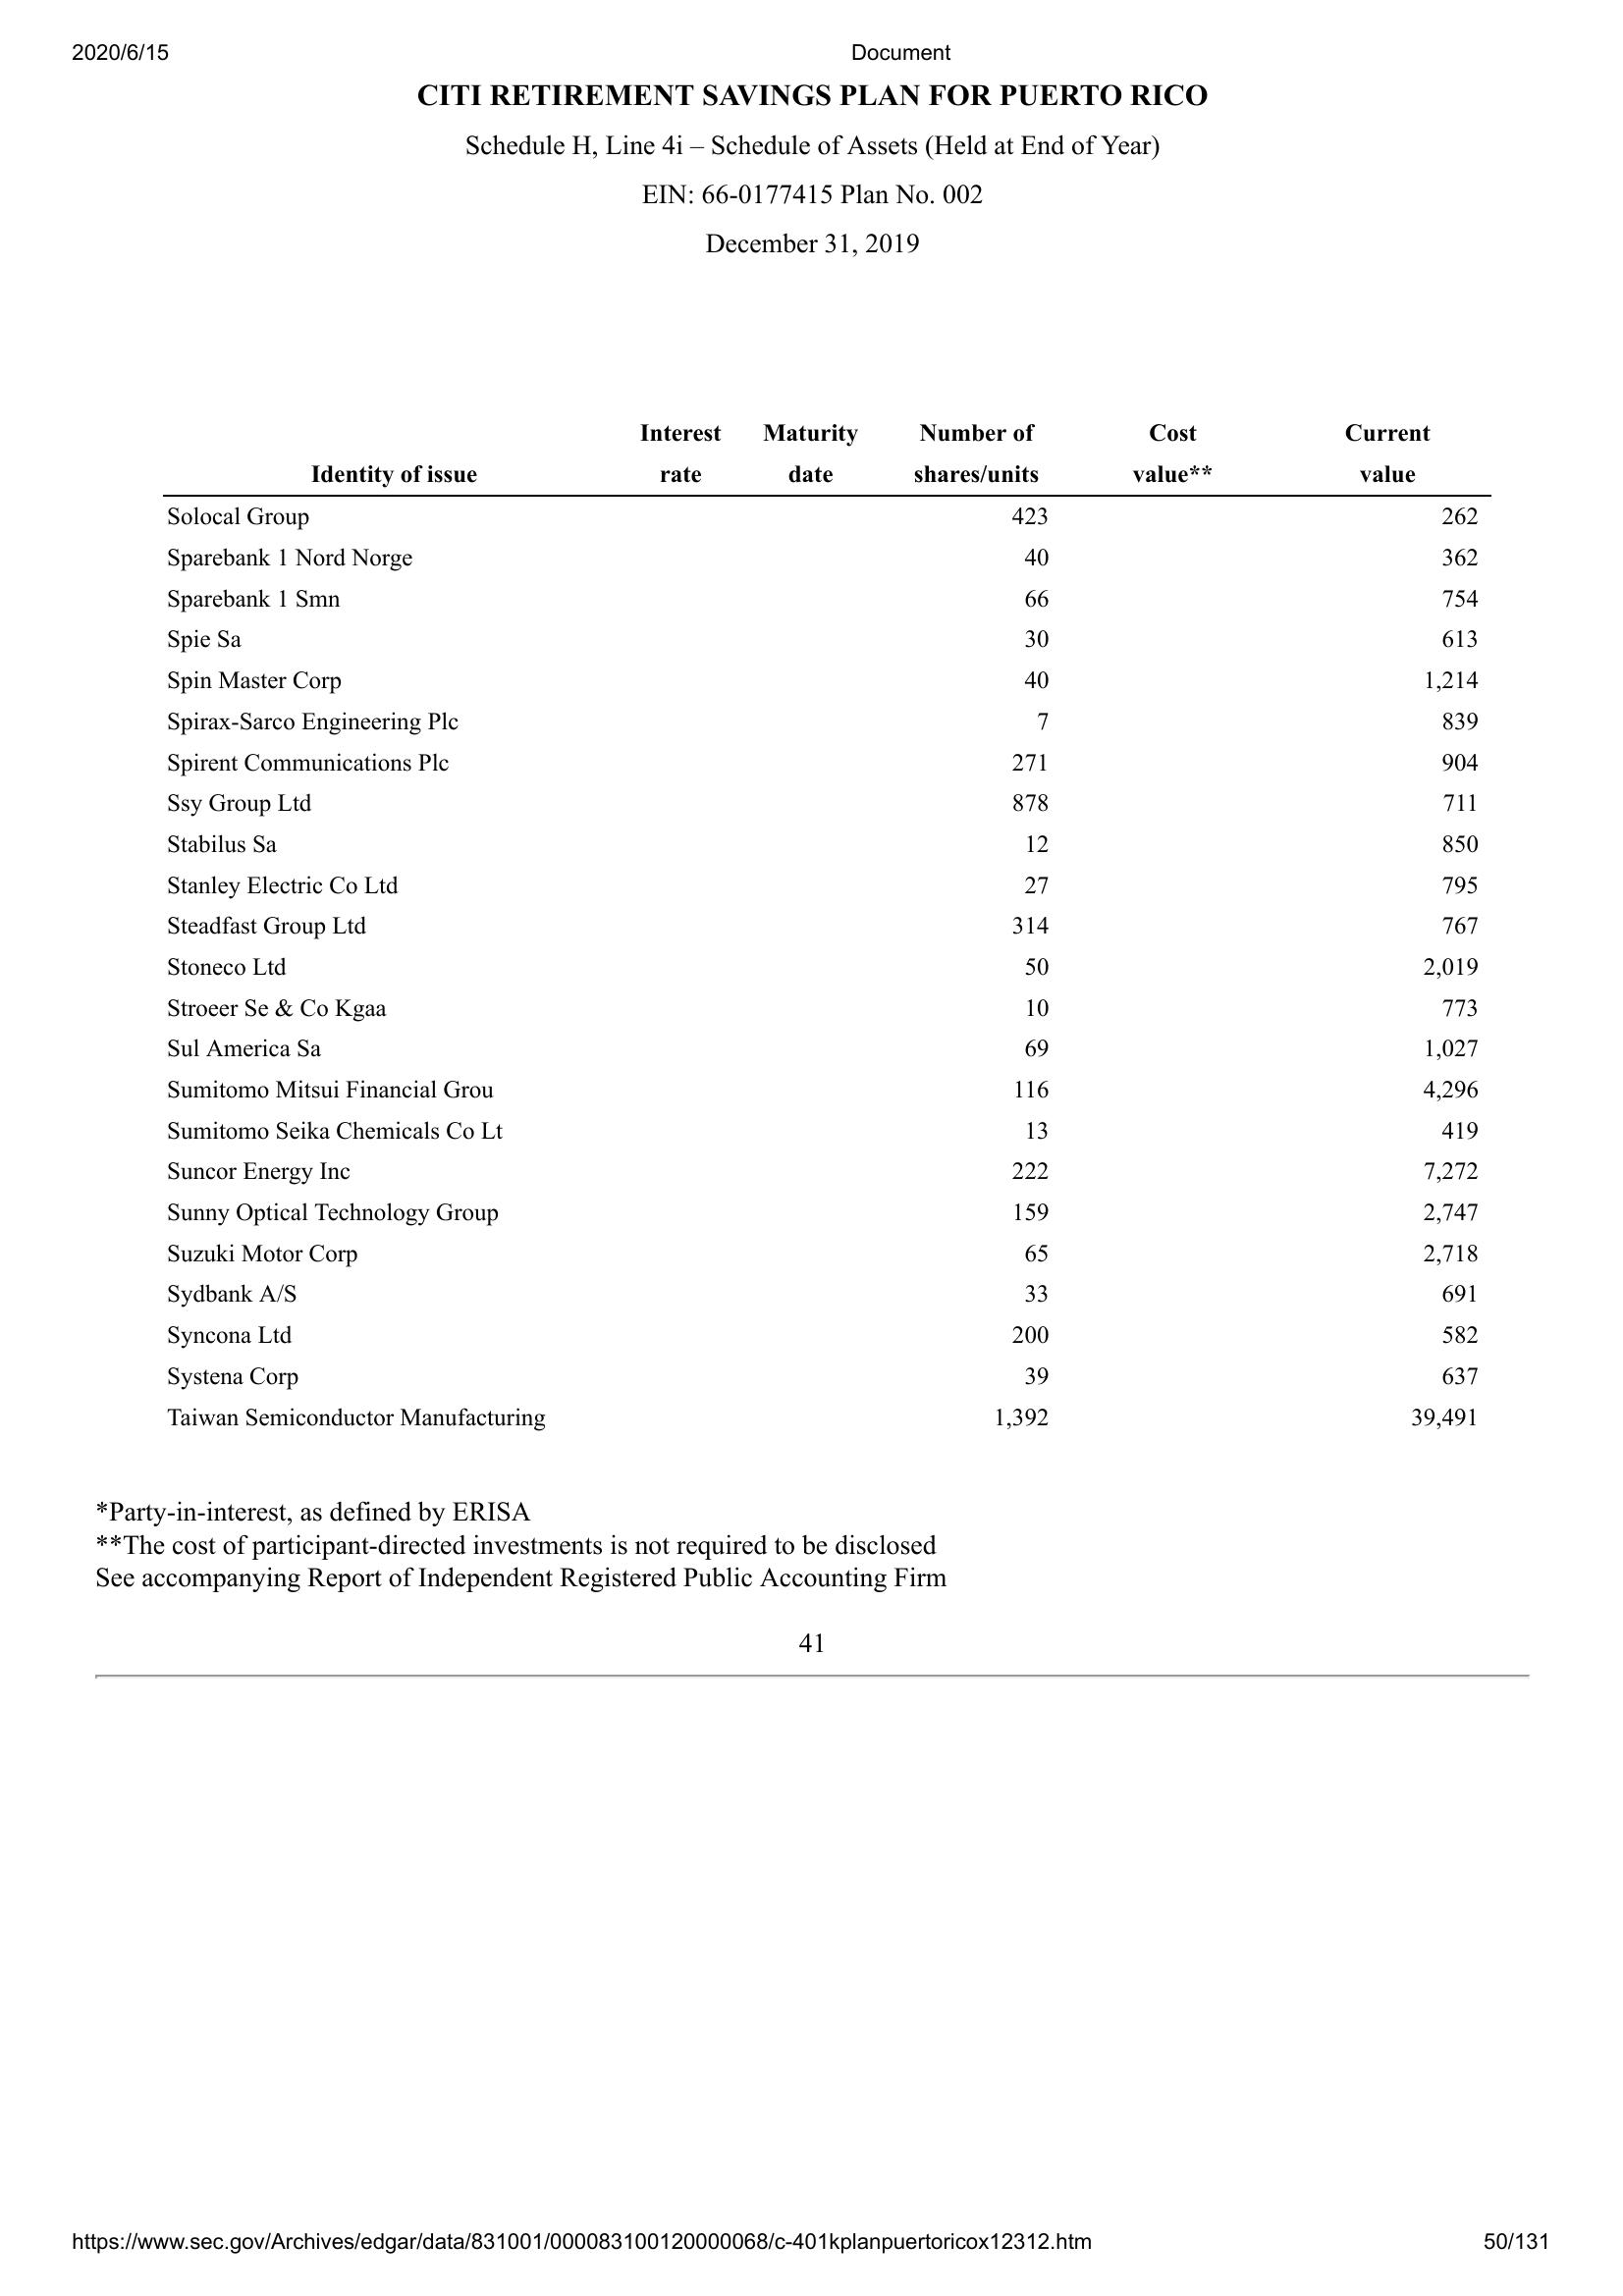 2020/6/15 Document
CITI RETIREMENT SAVINGS PLAN FOR PUERTO RICO
Schedule H, Line 4i – Schedule of Assets (Held at End of Year)
EIN: 66-0177415 Plan No. 002
December 31, 2019
Interest Maturity Number of Cost Current
Identity of issue rate date shares/units value** value
Solocal Group 423 262
Sparebank 1 Nord Norge 40 362
Sparebank 1 Smn 66 754
Spie Sa 30 613
Spin Master Corp 40 1,214
Spirax-Sarco Engineering Plc 7 839
Spirent Communications Plc 271 904
Ssy Group Ltd 878 711
Stabilus Sa 12 850
Stanley Electric Co Ltd 27 795
Steadfast Group Ltd 314 767
Stoneco Ltd 50 2,019
Stroeer Se & Co Kgaa 10 773
Sul America Sa 69 1,027
Sumitomo Mitsui Financial Grou 116 4,296
Sumitomo Seika Chemicals Co Lt 13 419
Suncor Energy Inc 222 7,272
Sunny Optical Technology Group 159 2,747
Suzuki Motor Corp 65 2,718
Sydbank A/S 33 691
Syncona Ltd 200 582
Systena Corp 39 637
Taiwan Semiconductor Manufacturing 1,392 39,491
*Party-in-interest, as defined by ERISA
**The cost of participant-directed investments is not required to be disclosed
See accompanying Report of Independent Registered Public Accounting Firm
41
https://www.sec.gov/Archives/edgar/data/831001/000083100120000068/c-401kplanpuertoricox12312.htm 50/131